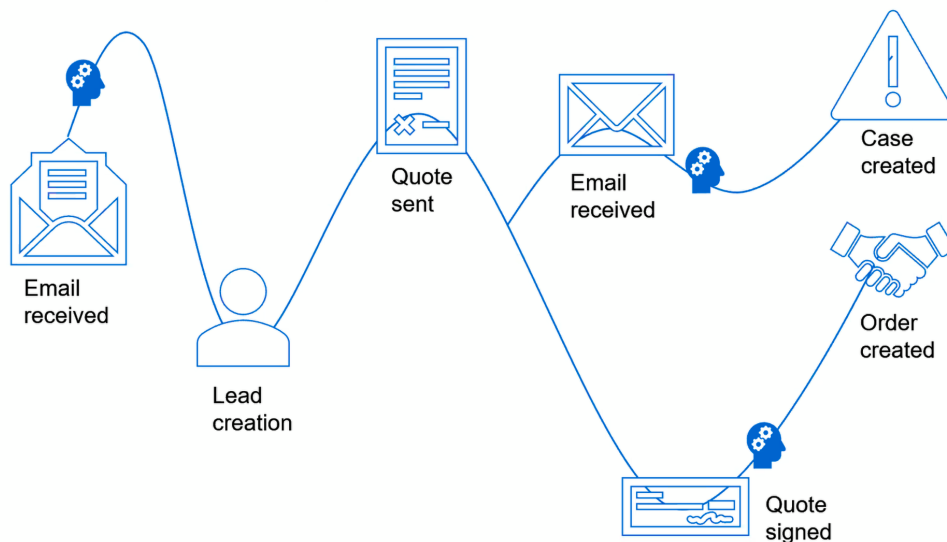 Email
received
Lead
creation
Quote
sent
Email
received
Case
created
Order
created
Quote
signed